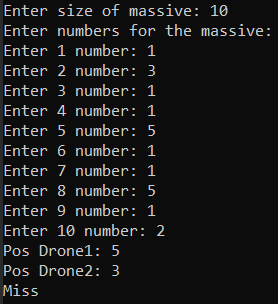 Enter size of massive: 10
Enter numbers for the massive:
Enter 1 number: 1
Enter 2 number: 3
Enter 3 number: 1
Enter 4 number: 1
Enter 5 number: 5
Enter 6 number: 1
Enter 7 number: 1
Enter 8 number: 5
Enter 9 number: 1
Enter 10 number: 2
Pos Drone1: 5
Pos Drone2: 3
Miss